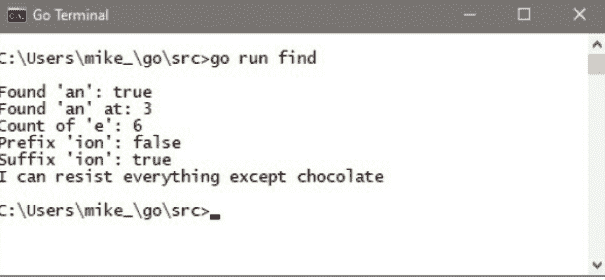 Go Terminal
C:\Users\mike_\go\src>go run find
Found 'an': true
Found 'an' at: 3
Count of 'e': 6
Prefix 'ion': false
Suffix 'ion': true
I can resist everything except chocolate
C:\Users\mike_\go\src>_